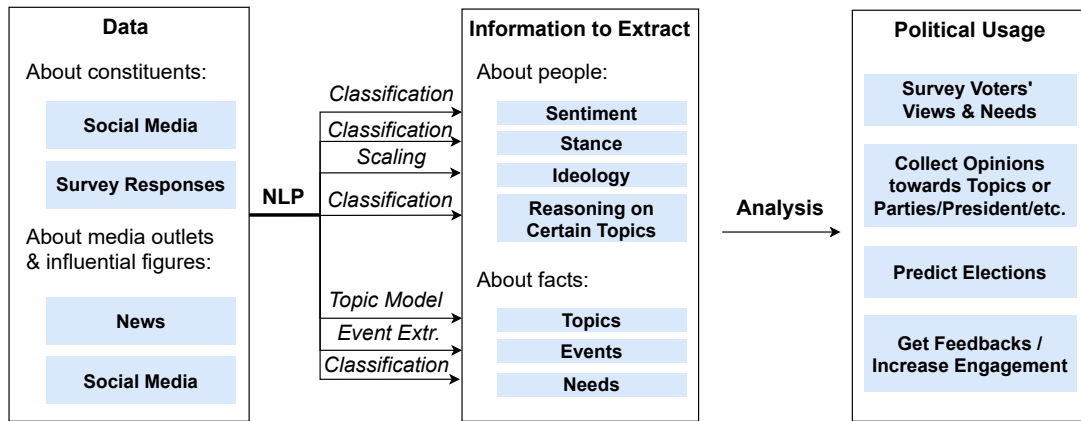 Data
About constituents:
Social Media
Survey Responses
About media outlets
& influential figures:
News
Social Media
NLP
Classification
Classification
Scaling
Classification
Topic Model
Event Extr.
Classification
Information to Extract
About people:
Sentiment
Stance
Ideology
Reasoning on
Certain Topics
About facts:
Topics
Events
Needs
Analysis
Political Usage
Survey Voters'
Views & Needs
Collect Opinions
towards Topics or
Parties/President/etc.
Predict Elections
Get Feedbacks /
Increase Engagement